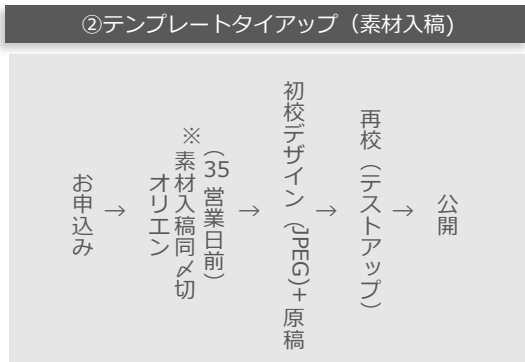 ②テンプレートタイアップ（素材入稿)
お申込み
→
オリエン
※素材入稿同〆切
（35 営業日前）
→
初校デザイン（JPEG)＋原稿
→
再校（テストアップ）
→
公開